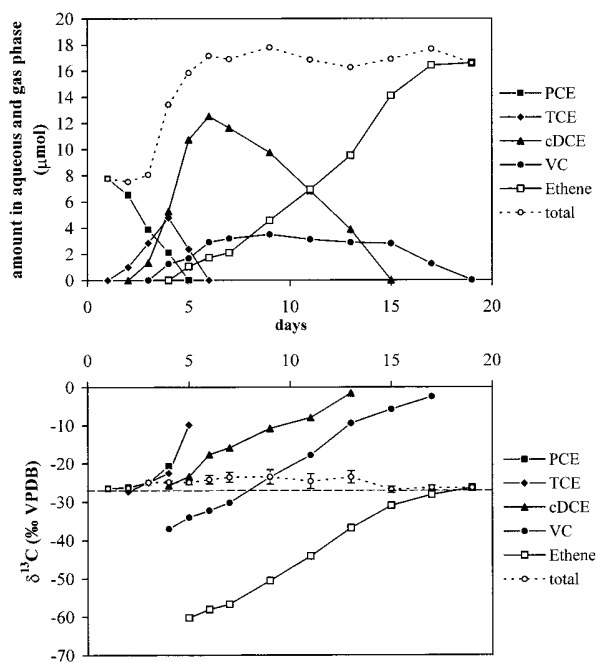 20
18
16
14
12
10
8
6
4
2
0
amount in aqueous and gas phase
(μmol)
0 5 10 15 20
days
PCE
TCE
cDCE
VC
Ethene
total
0 5 10 15 20
0
-10
-20
-30
-40
-50
-60
-70
δ13C (‰ VPDB)
PCE
TCE
cDCE
VC
Ethene
total